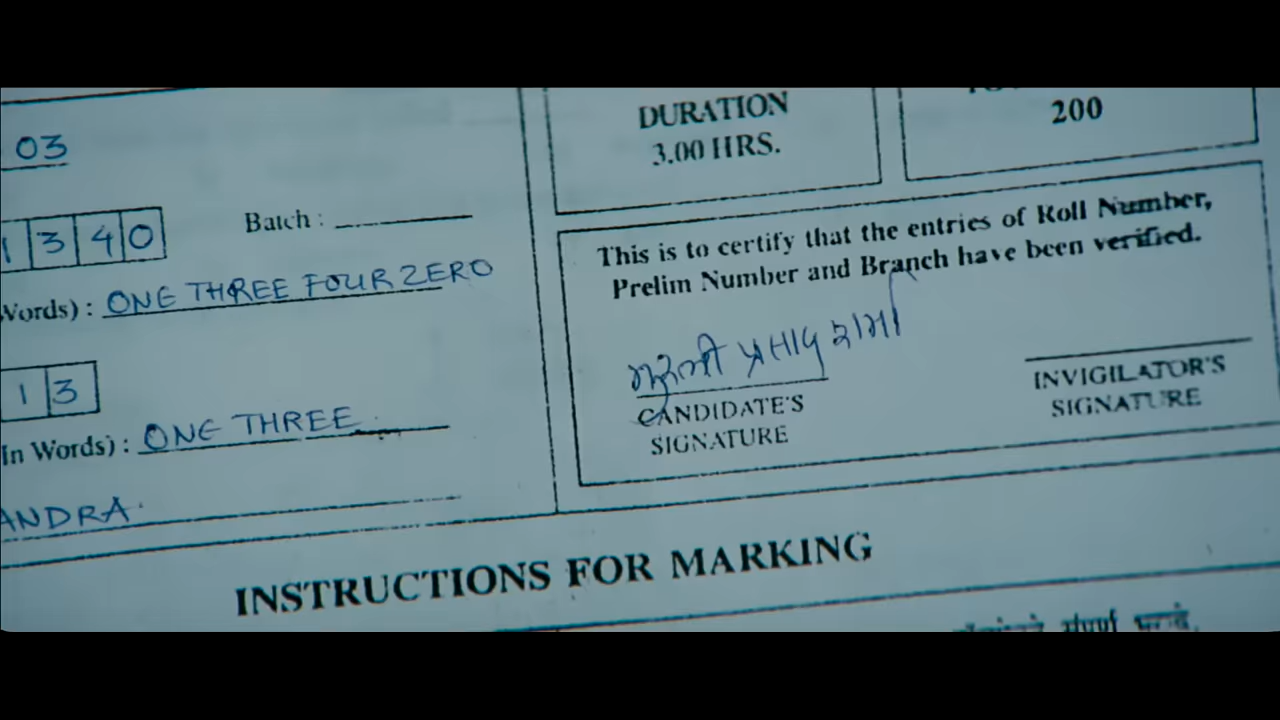 03
DURATION
3.00 HRS.
200
1340
Batch :
Words) : ONE THREE FOUR ZERO
This is to certify that the entries of Roll Number,
Prelim Number and Branch have been verified.
13
In Words) : ONE THREE
प्रताप शर्मा
CANDIDATE'S
SIGNATURE
INVIGILATOR'S
SIGNATURE
ANDRA
INSTRUCTIONS FOR MARKING
संपूर्ण